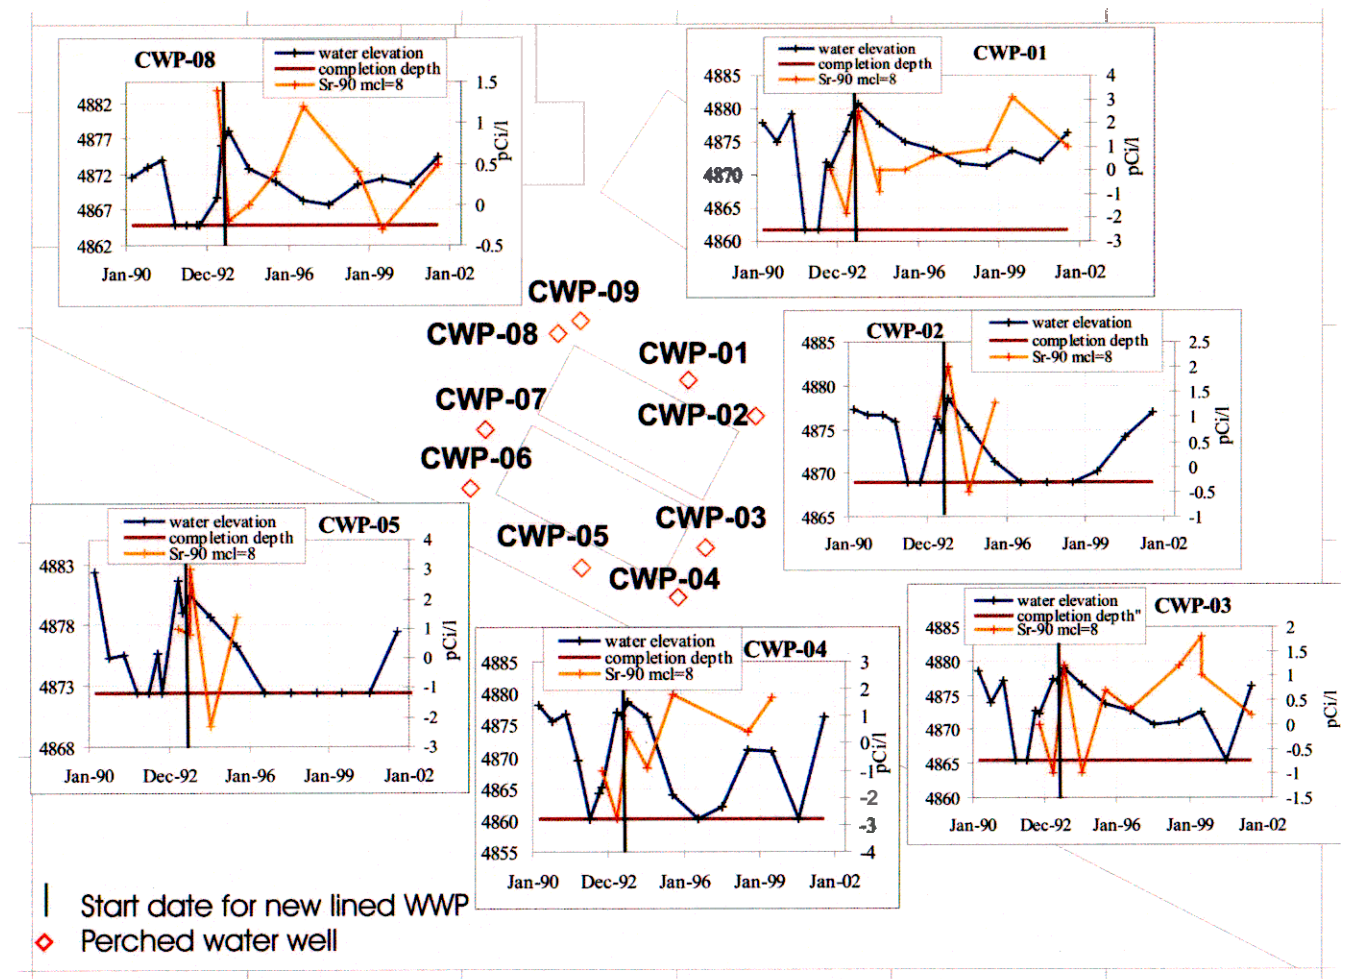 CWP-08
water elevation
completion depth
Sr-90 mcl=8
4882
4877
4872
4867
4862
1.5
1
0.5
0
-0.5
pCi/l
Jan-90 Dec-92 Jan-96 Jan-99 Jan-02
CWP-01
water elevation
completion depth
Sr-90 mcl=8
4885
4880
4875
4870
4865
4860
4
3
2
1
0
-1
-2
-3
pCi/l
Jan-90 Dec-92 Jan-96 Jan-99 Jan-02
CWP-09
CWP-08
CWP-01
CWP-07
CWP-02
CWP-06
CWP-03
CWP-05
CWP-04
CWP-02
water elevation
completion depth
Sr-90 mcl=8
4885
4880
4875
4870
4865
2.5
2
1.5
1
0.5
0
-0.5
-1
pCi/l
Jan-90 Dec-92 Jan-96 Jan-99 Jan-02
CWP-05
water elevation
completion depth
Sr-90 mcl=8
4883
4878
4873
4868
4
3
2
1
0
-1
-2
-3
pCi/l
Jan-90 Dec-92 Jan-96 Jan-99 Jan-02
CWP-04
water elevation
completion depth
Sr-90 mcl=8
4885
4880
4875
4870
4865
4860
4855
3
2
1
0
-1
-2
-3
-4
pCi/l
Jan-90 Dec-92 Jan-96 Jan-99 Jan-02
CWP-03
water elevation
completion depth"
Sr-90 mcl=8
4885
4880
4875
4870
4865
4860
2
1.5
1
0.5
0
-0.5
-1
-1.5
pCi/l
Jan-90 Dec-92 Jan-96 Jan-99 Jan-02
Start date for new lined WWP
Perched water well